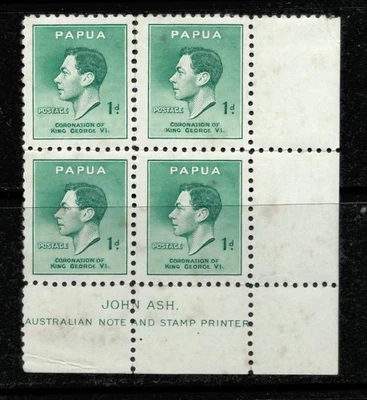 PAPUA
POSTAGE 1d.
CORONATION OF
KING GEORGE VI.
PAPUA
POSTAGE 1d.
CORONATION OF
KING GEORGE VI.
PAPUA
POSTAGE 1d.
CORONATION OF
KING GEORGE VI.
PAPUA
POSTAGE 1d.
CORONATION OF
KING GEORGE VI.
JOHN ASH.
AUSTRALIAN NOTE AND STAMP PRINTER